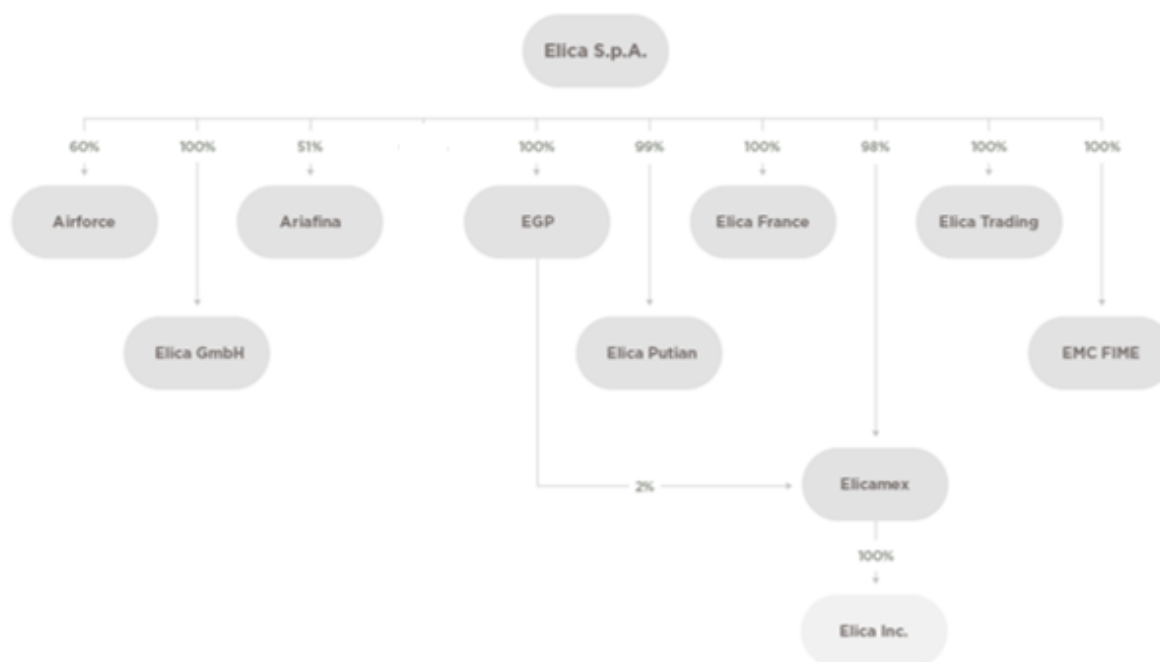 Elica S.p.A.
60% 100% 51% 100% 99% 100% 98% 100% 100%
Airforce Ariafina EGP Elica France Elica Trading
Elica GmbH Elica Putian EMC FIME
Elicamex
2%
100%
Elica Inc.